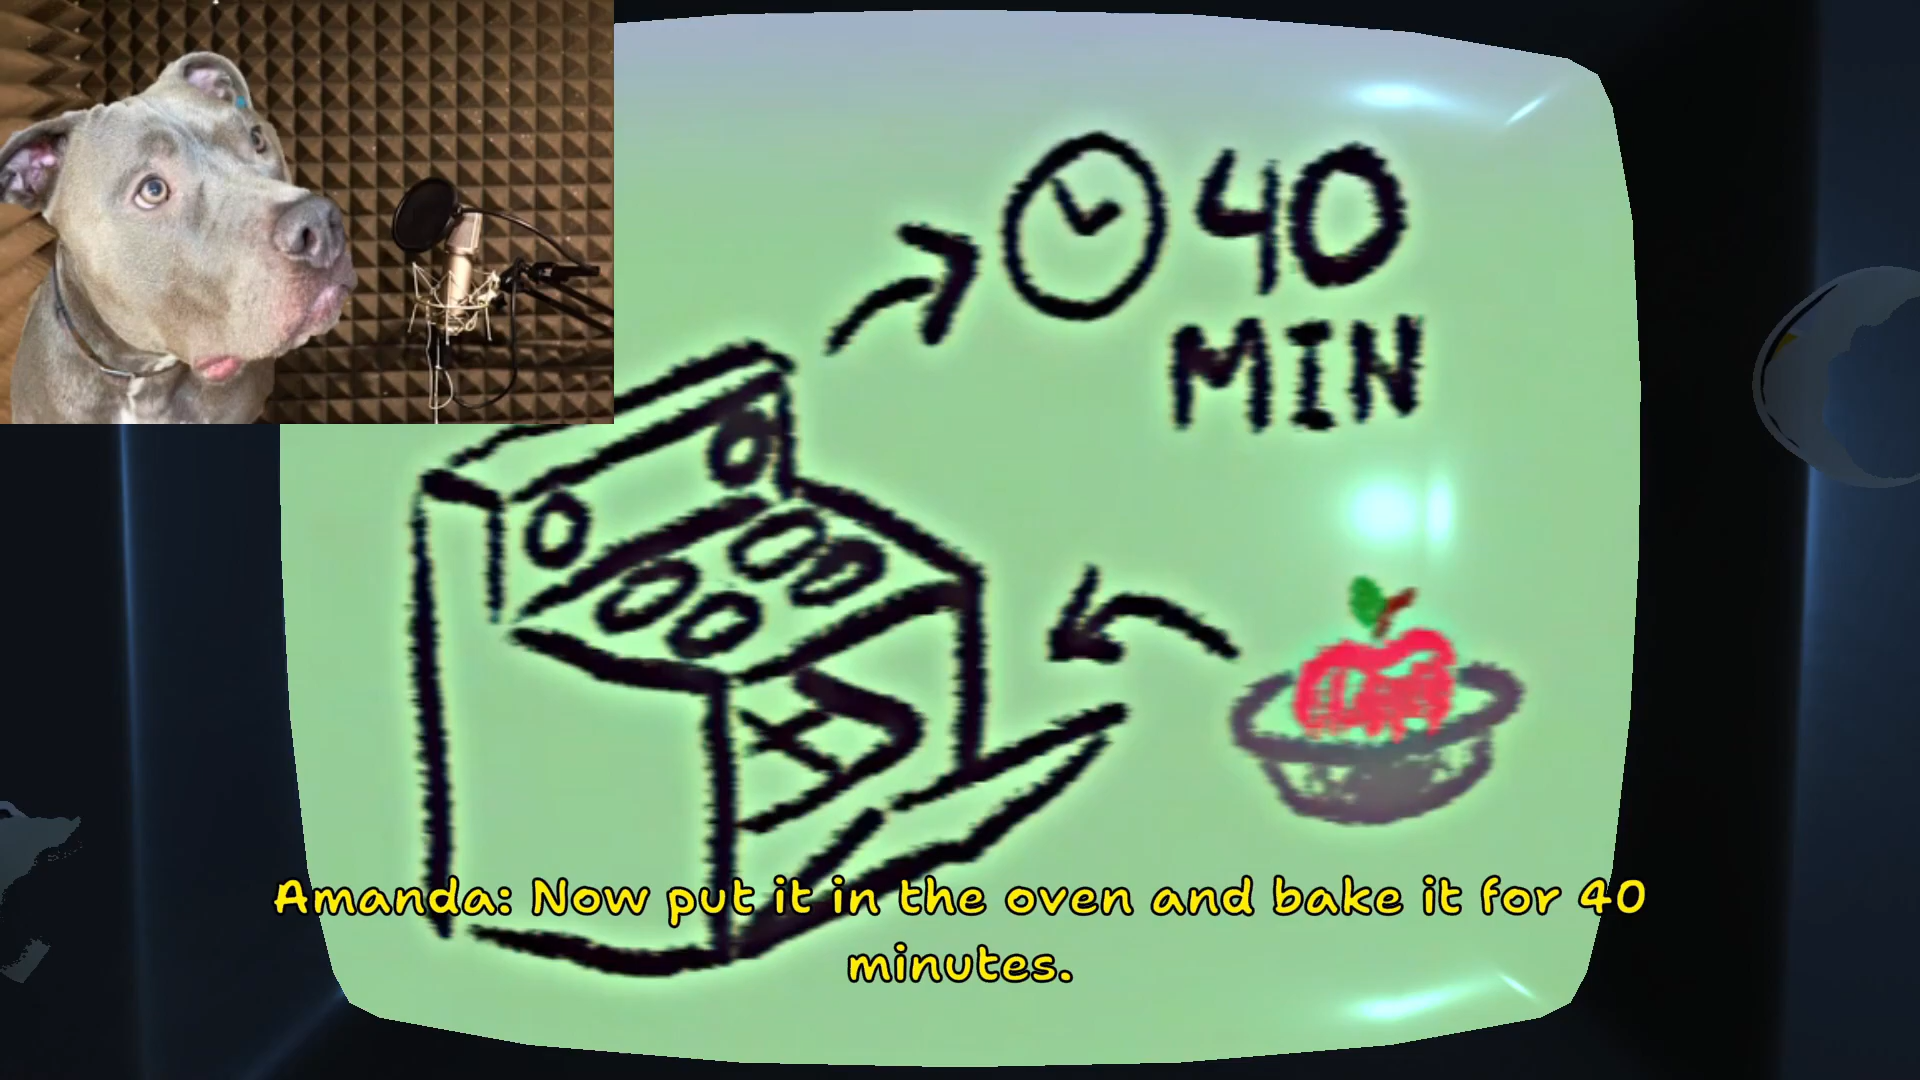 40
MIN
Amanda: Now put it in the oven and bake it for 40
minutes.